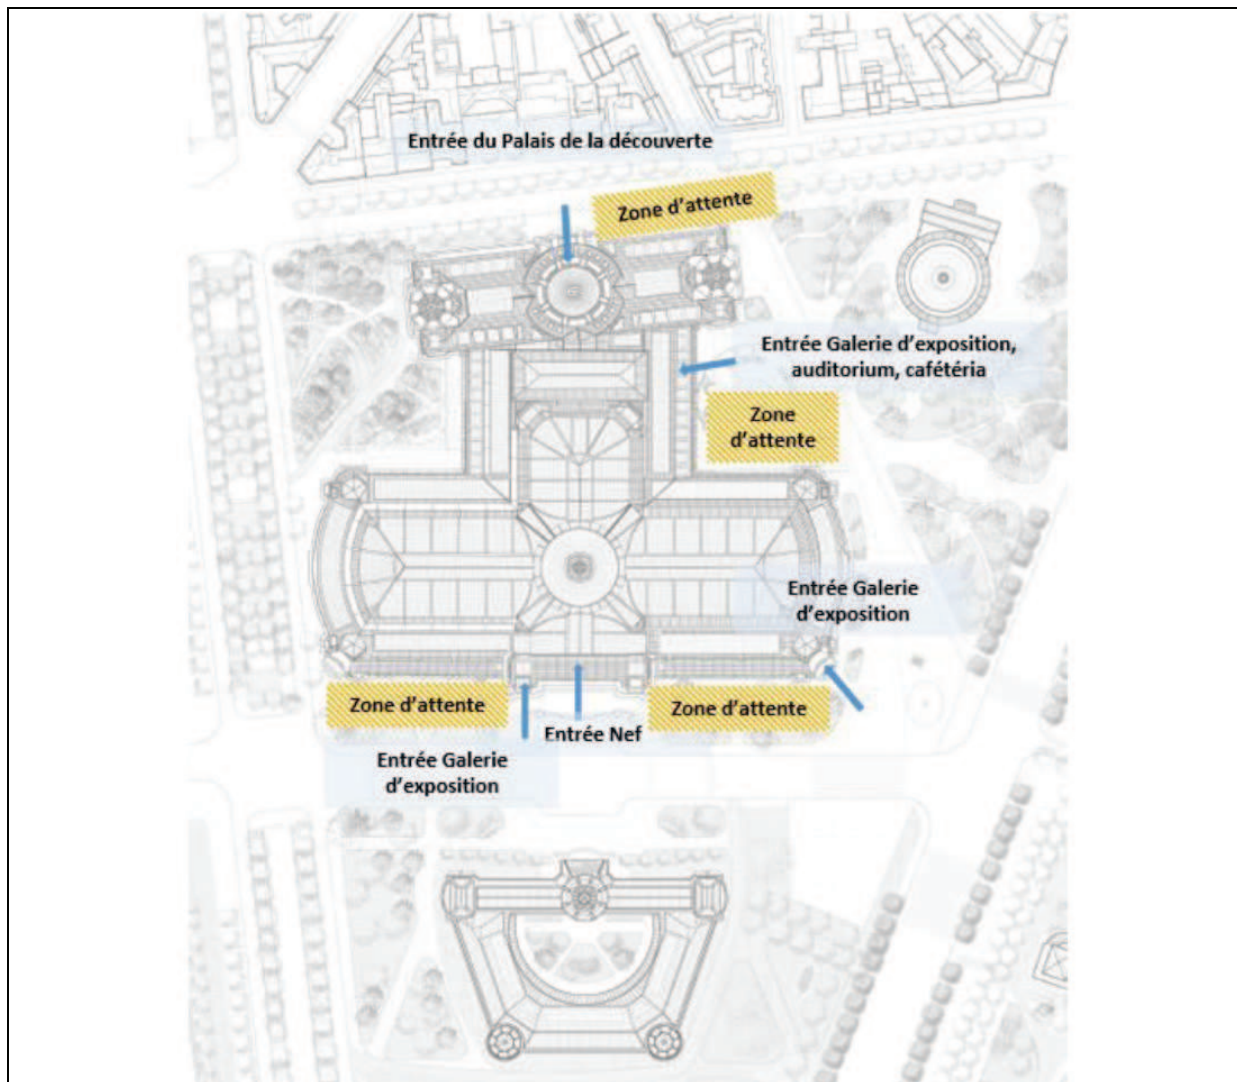 Entrée du Palais de la découverte
Zone d'attente
Entrée Galerie d'exposition,
auditorium, cafétéria
Zone
d'attente
Entrée Galerie
d'exposition
Zone d'attente
Zone d'attente
Entrée Nef
Entrée Galerie
d'exposition